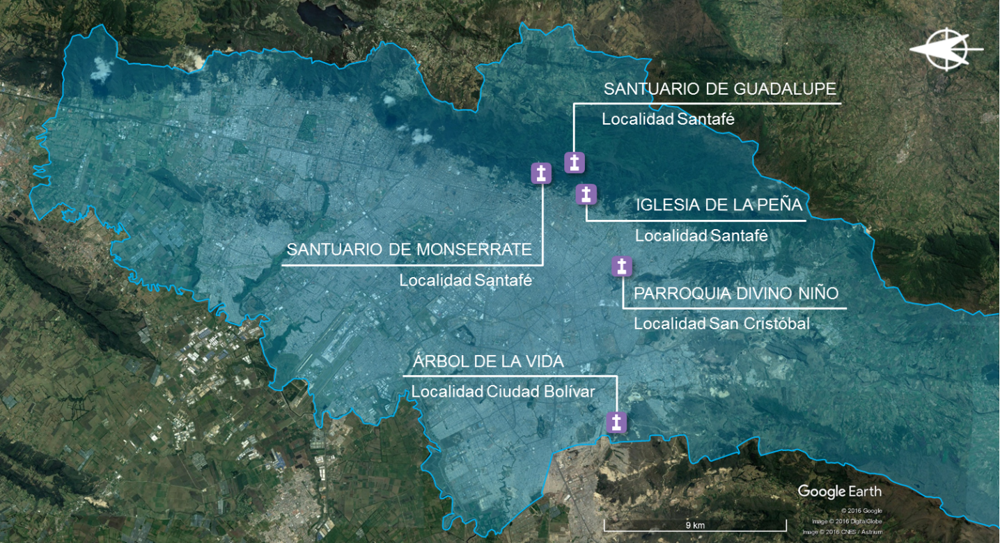 SANTUARIO DE GUADALUPE
Localidad Santafé
IGLESIA DE LA PEÑA
Localidad Santafé
SANTUARIO DE MONSERRATE
Localidad Santafé
PARROQUIA DIVINO NIÑO
Localidad San Cristóbal
ÁRBOL DE LA VIDA
Localidad Ciudad Bolívar
Google Earth
© 2016 Google
Image © 2016 DigitalGlobe
Image © 2016 CNES / Astrium
9 km